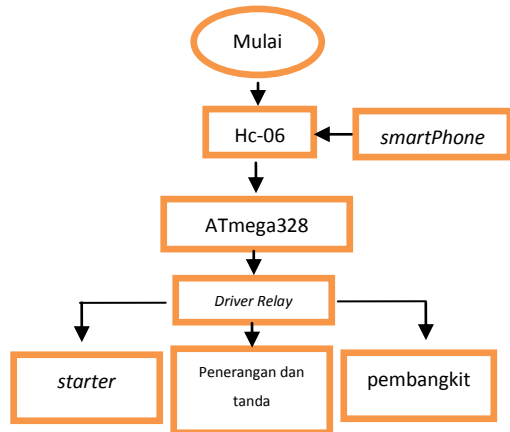 Mulai
Hc-06
smartPhone
ATmega328
Driver Relay
starter
Penerangan dan
tanda
pembangkit